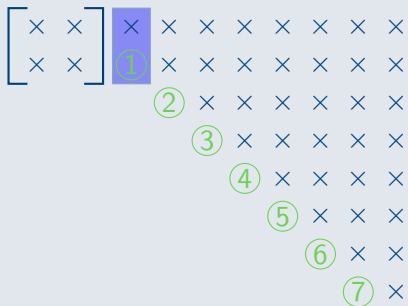 [ × × ] × × × × × × × ×
[ × × ] ① × × × × × × ×
② × × × × × ×
③ × × × × ×
④ × × × ×
⑤ × × ×
⑥ × ×
⑦ ×